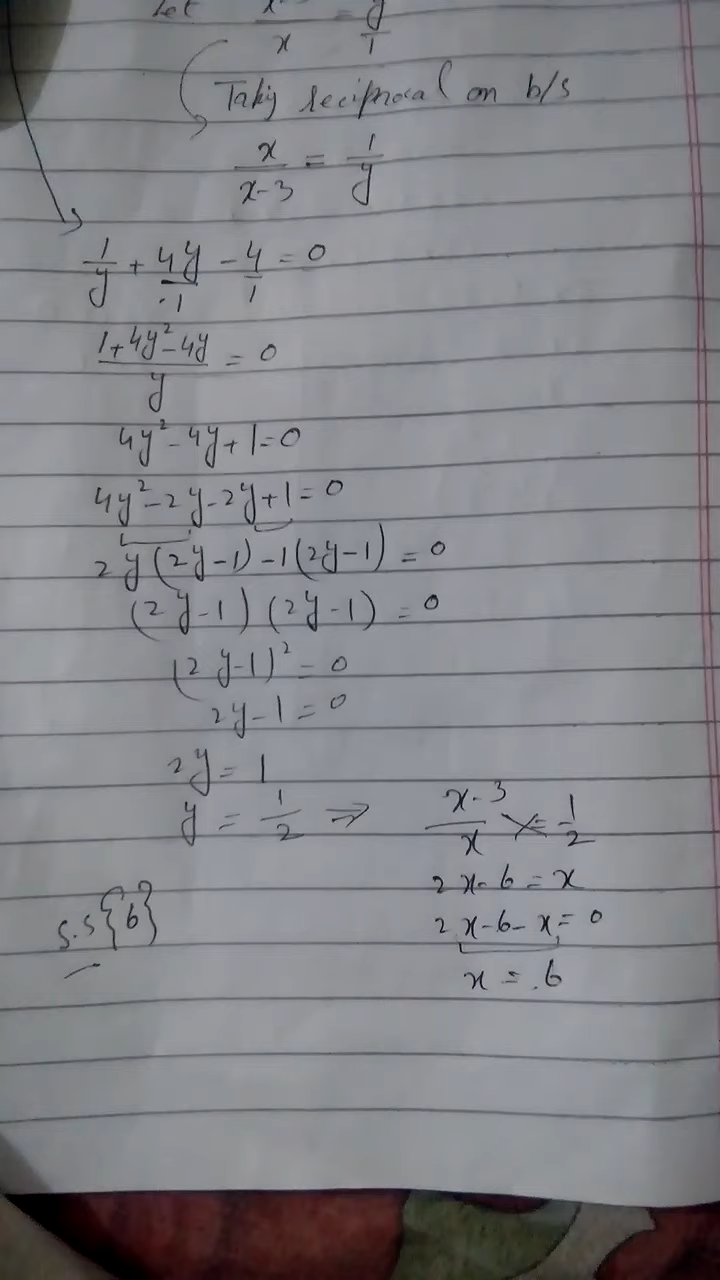 Let x-3/x = y/1
Taking reciprocal on b/s
x/x-3 = 1/y
1/y + 4y/1 - 4/1 = 0
1+4y²-4y/y = 0
4y²-4y+1=0
4y²-2y-2y+1=0
2y(2y-1)-1(2y-1)=0
(2y-1)(2y-1)=0
(2y-1)²=0
2y-1=0
2y=1
y=1/2 ⇒ x-3/x = 1/2
2x-6=x
2x-6-x=0
x=6
S.S{6}